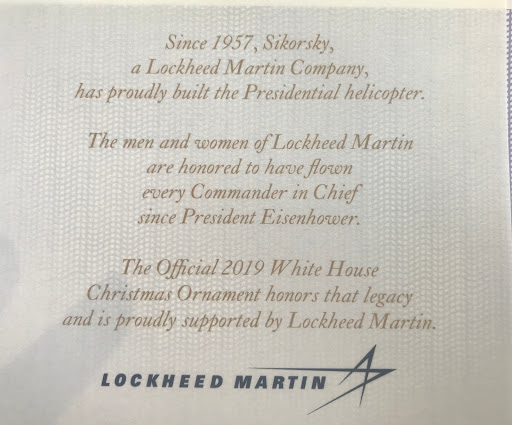 Since 1957, Sikorsky,
a Lockheed Martin Company,
has proudly built the Presidential helicopter.
The men and women of Lockheed Martin
are honored to have flown
every Commander in Chief
since President Eisenhower.
The Official 2019 White House
Christmas Ornament honors that legacy
and is proudly supported by Lockheed Martin.
LOCKHEED MARTIN